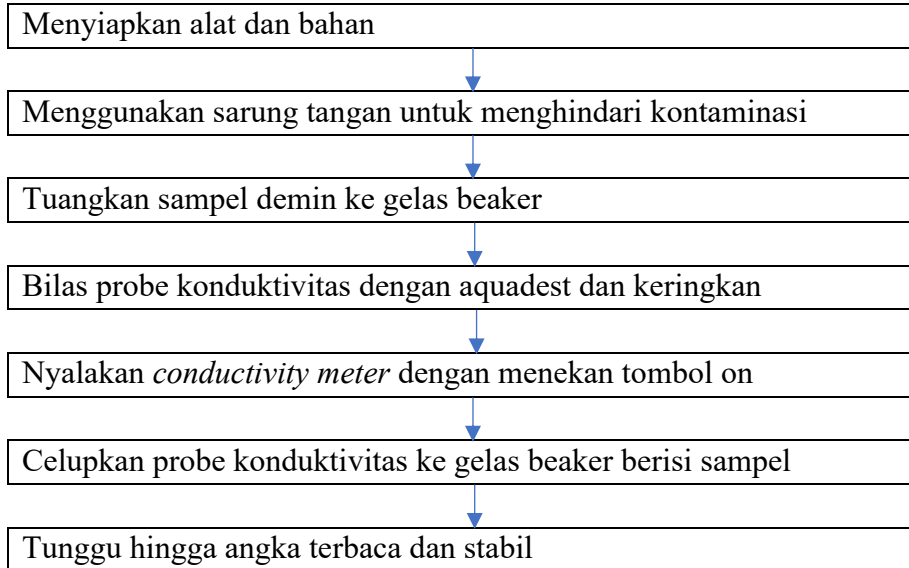 Menyiapkan alat dan bahan
Menggunakan sarung tangan untuk menghindari kontaminasi
Tuangkan sampel demin ke gelas beaker
Bilas probe konduktivitas dengan aquadest dan keringkan
Nyalakan conductivity meter dengan menekan tombol on
Celupkan probe konduktivitas ke gelas beaker berisi sampel
Tunggu hingga angka terbaca dan stabil